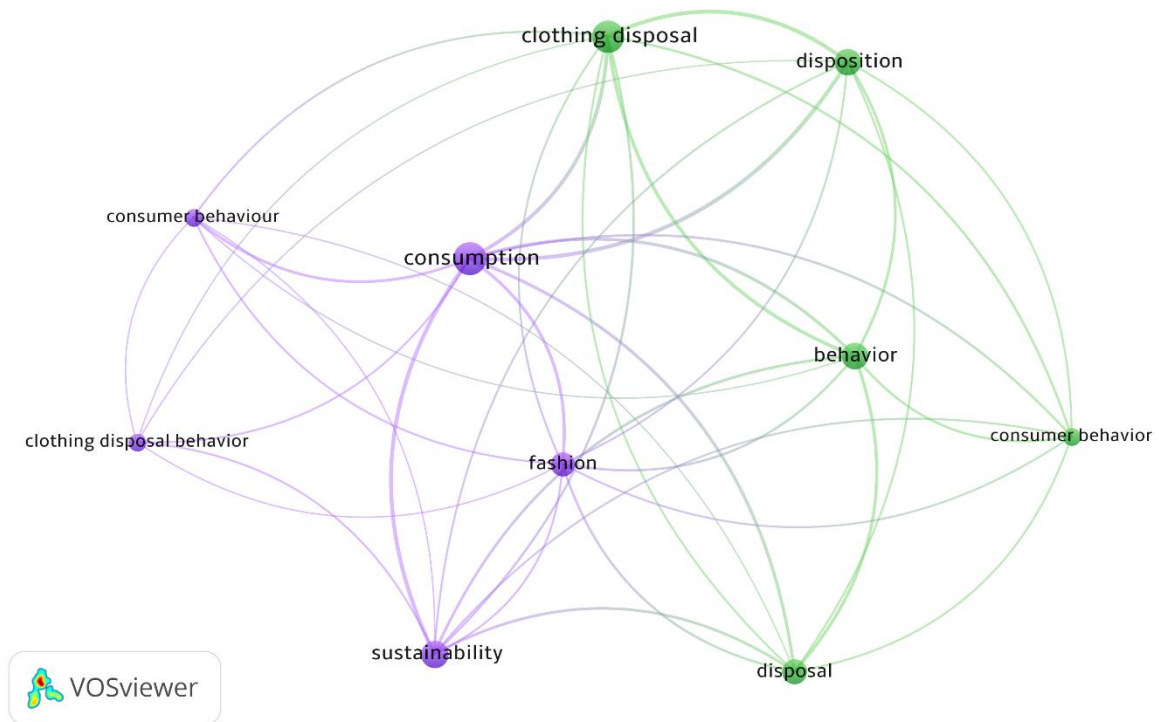 clothing disposal
disposition
consumer behaviour
consumption
behavior
clothing disposal behavior
consumer behavior
fashion
sustainability
disposal
VOSviewer